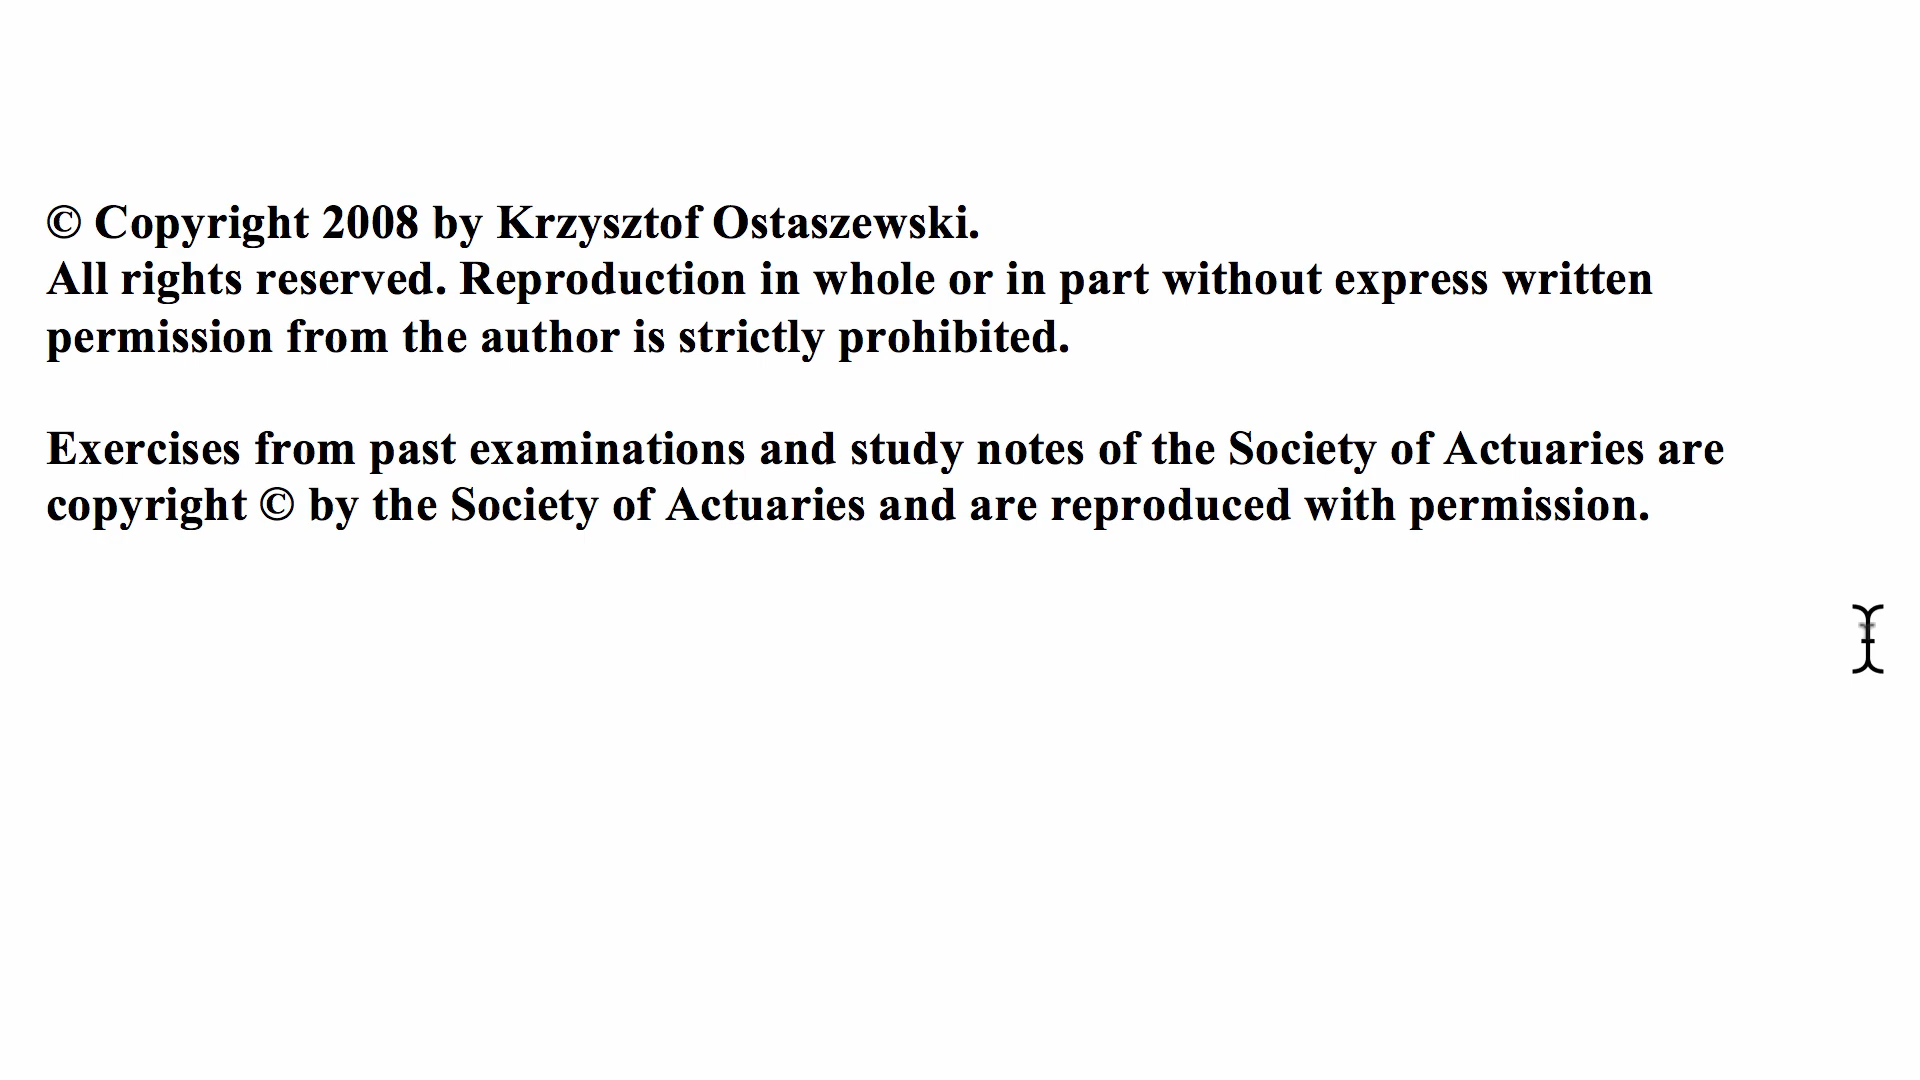 © Copyright 2008 by Krzysztof Ostaszewski.
All rights reserved. Reproduction in whole or in part without express written
permission from the author is strictly prohibited.
Exercises from past examinations and study notes of the Society of Actuaries are
copyright © by the Society of Actuaries and are reproduced with permission.